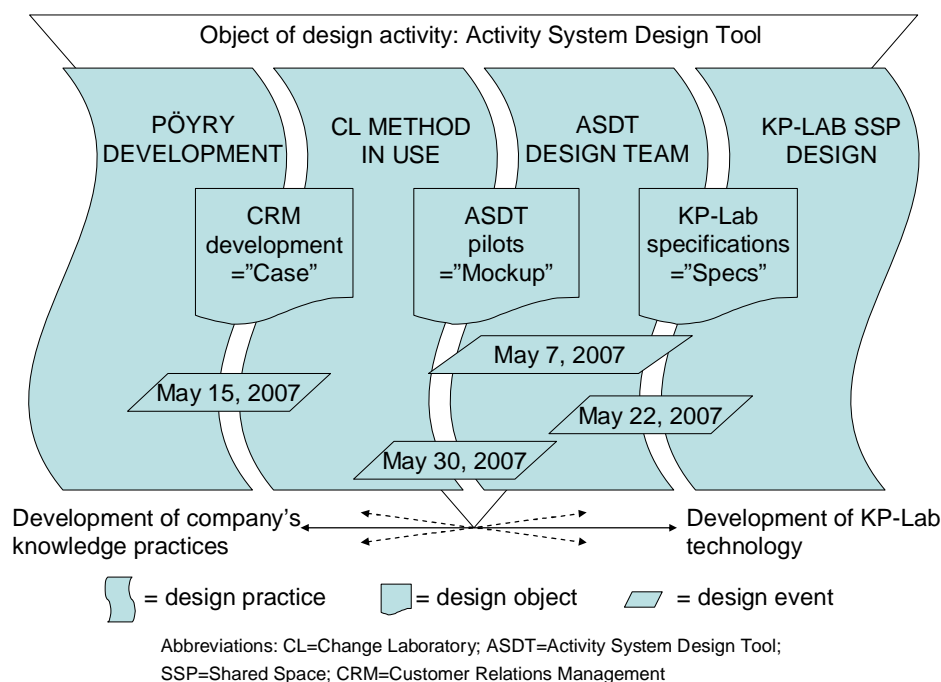 Object of design activity: Activity System Design Tool
PÖYRY
DEVELOPMENT
CL METHOD
IN USE
ASDT
DESIGN TEAM
KP-LAB SSP
DESIGN
CRM
development
=”Case”
ASDT
pilots
=”Mockup”
KP-Lab
specifications
=”Specs”
May 7, 2007
May 15, 2007
May 22, 2007
May 30, 2007
Development of company’s
knowledge practices
Development of KP-Lab
technology
= design practice
= design object
= design event
Abbreviations: CL=Change Laboratory; ASDT=Activity System Design Tool;
SSP=Shared Space; CRM=Customer Relations Management